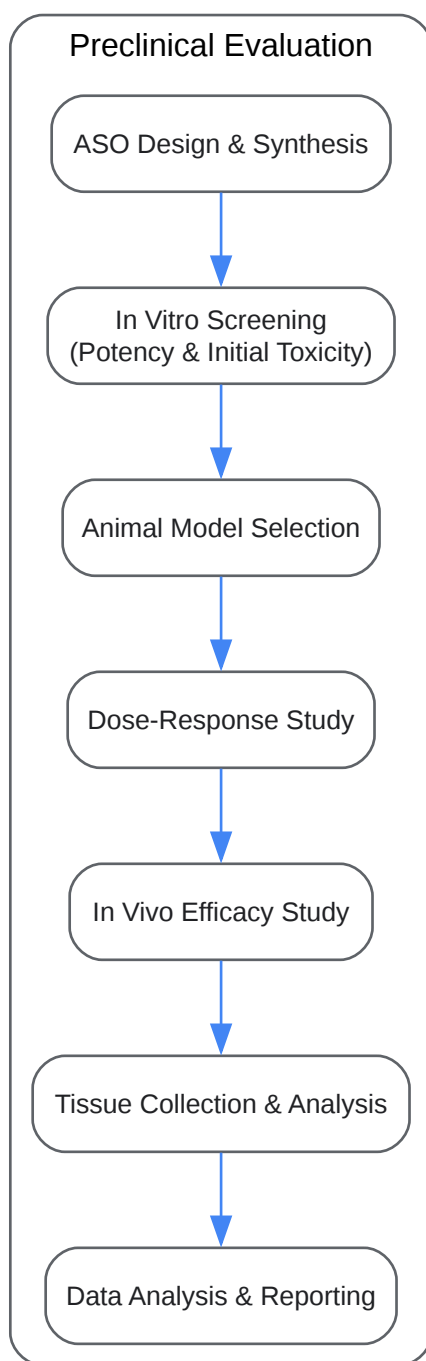 Preclinical Evaluation
ASO Design & Synthesis
In Vitro Screening
(Potency & Initial Toxicity)
Animal Model Selection
Dose-Response Study
In Vivo Efficacy Study
Tissue Collection & Analysis
Data Analysis & Reporting